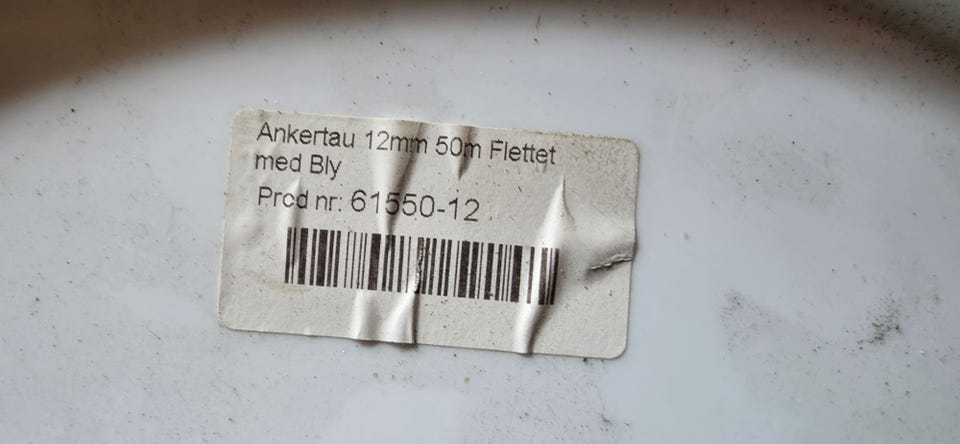 Ankertau 12mm 50m Flettet
med Bly
Prod nr: 61550-12